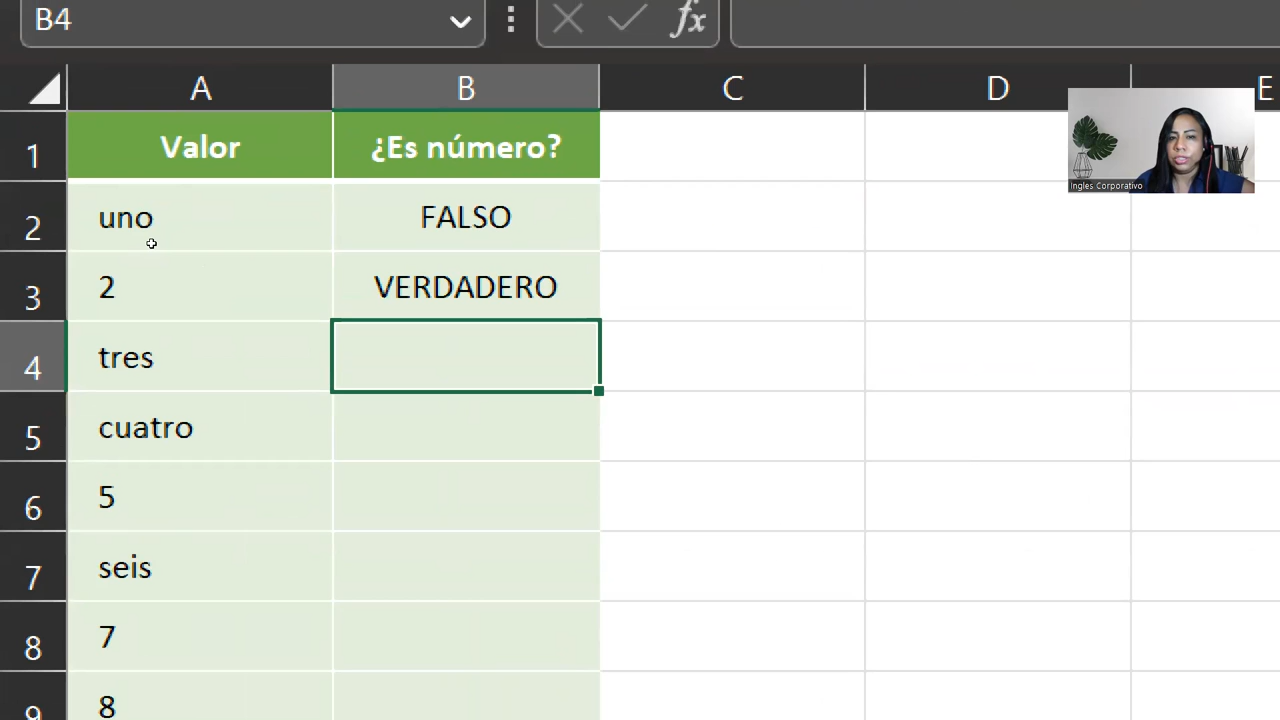 B4
fx
A B C D E
1 Valor ¿Es número?
2 uno FALSO
3 2 VERDADERO
4 tres
5 cuatro
6 5
7 seis
8 7
9 8
Ingles Corporativo